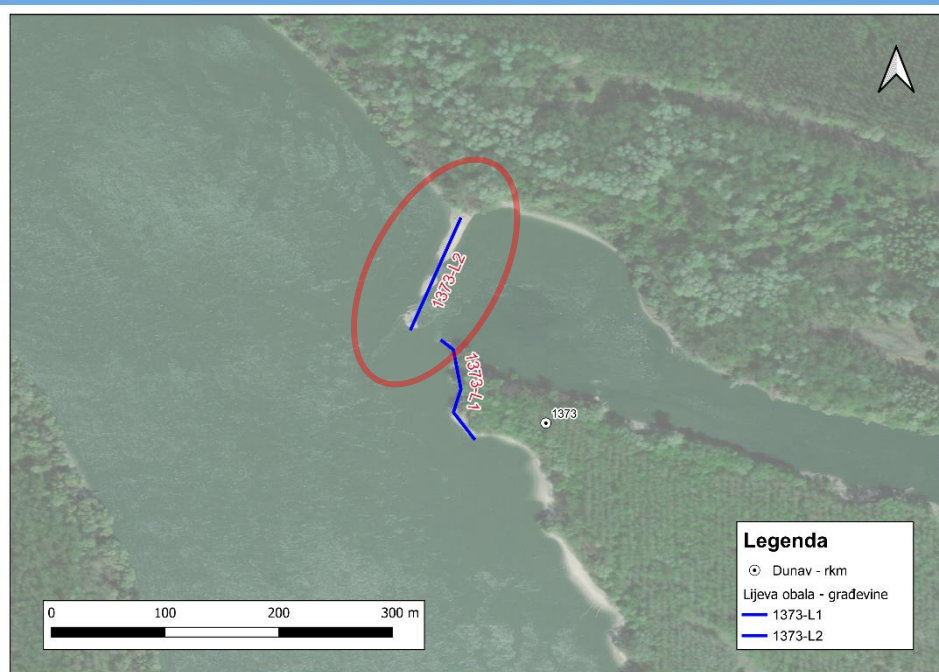 1373-L2
1373-L1
1373
Legenda
Dunav - rkm
Lijeva obala - građevine
1373-L1
1373-L2
0 100 200 300 m